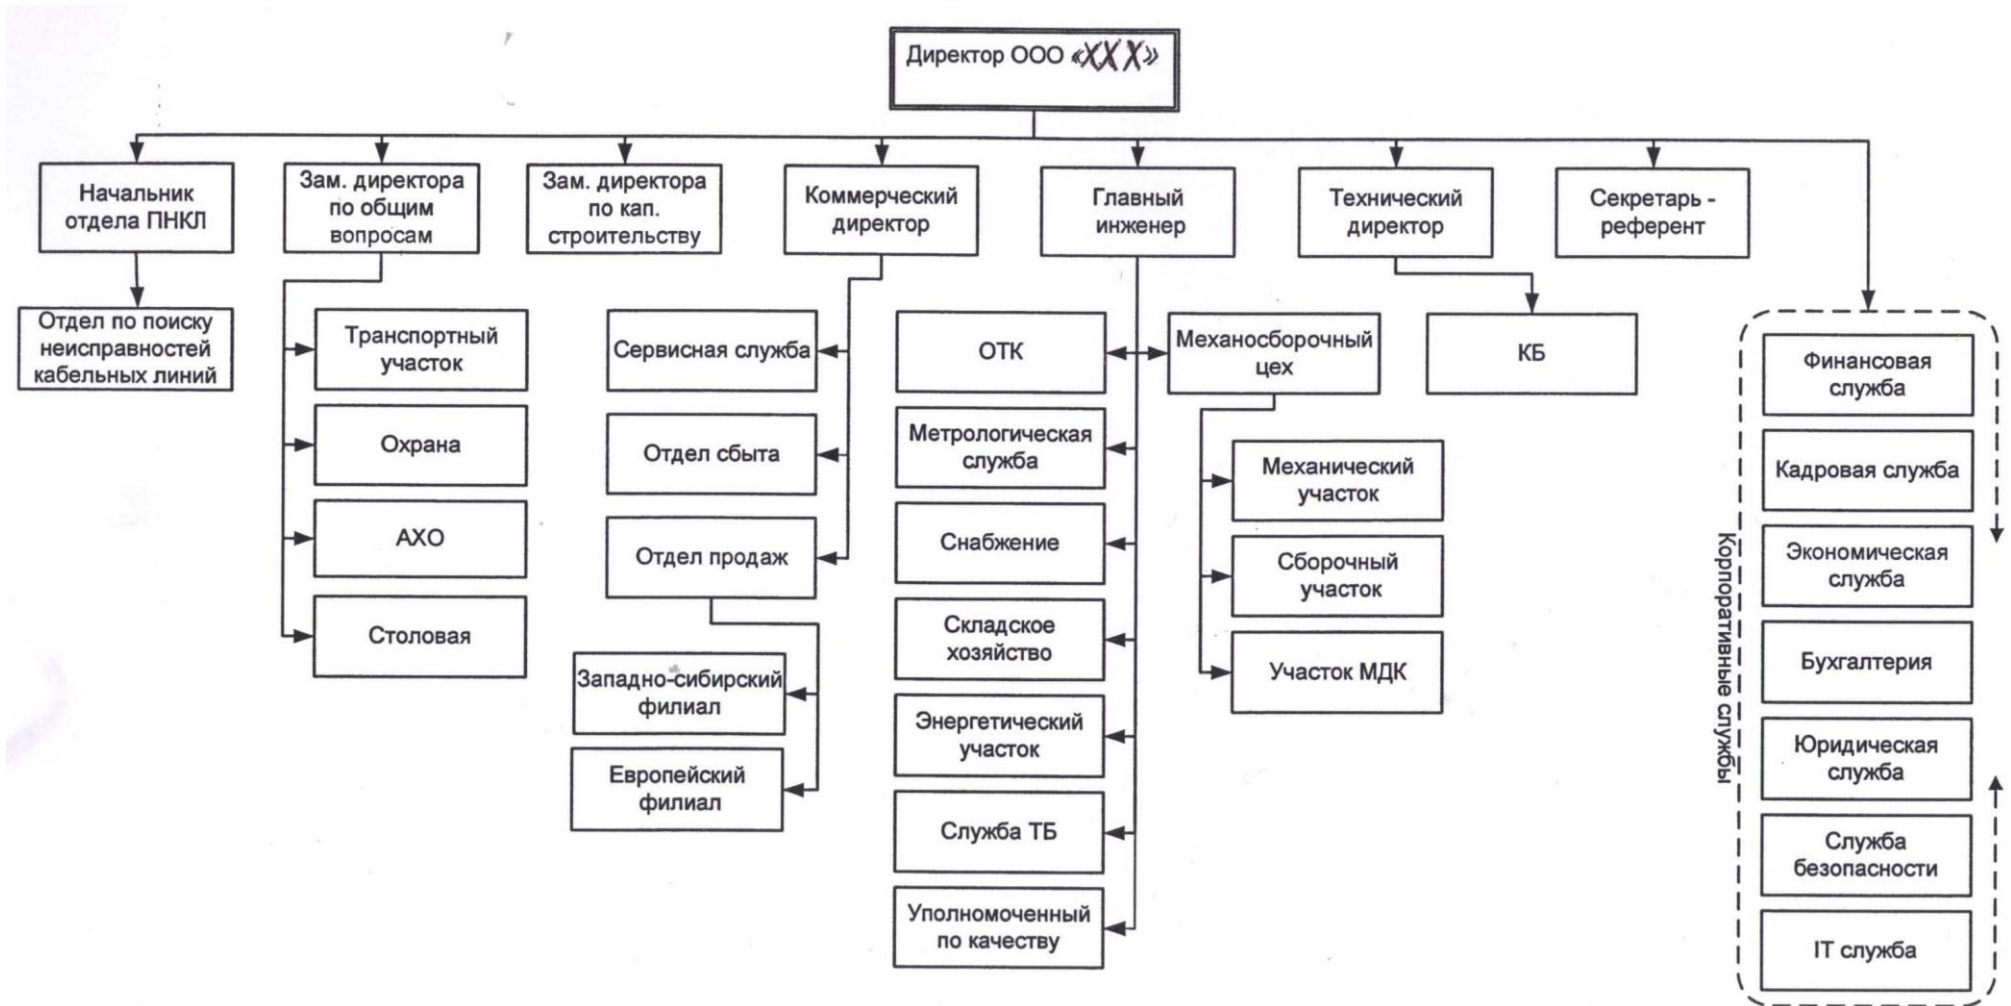 Директор ООО «ХХХ»
Начальник
отдела ПНКЛ
Зам. директора
по общим
вопросам
Зам. директора
по кап.
строительству
Коммерческий
директор
Главный
инженер
Технический
директор
Секретарь -
референт
Отдел по поиску
неисправностей
кабельных линий
Транспортный
участок
Охрана
АХО
Столовая
Сервисная служба
Отдел сбыта
Отдел продаж
Западно-сибирский
филиал
Европейский
филиал
ОТК
Метрологическая
служба
Снабжение
Складское
хозяйство
Энергетический
участок
Служба ТБ
Уполномоченный
по качеству
Механосборочный
цех
Механический
участок
Сборочный
участок
Участок МДК
КБ
Корпоративные службы
Финансовая
служба
Кадровая служба
Экономическая
служба
Бухгалтерия
Юридическая
служба
Служба
безопасности
IT служба